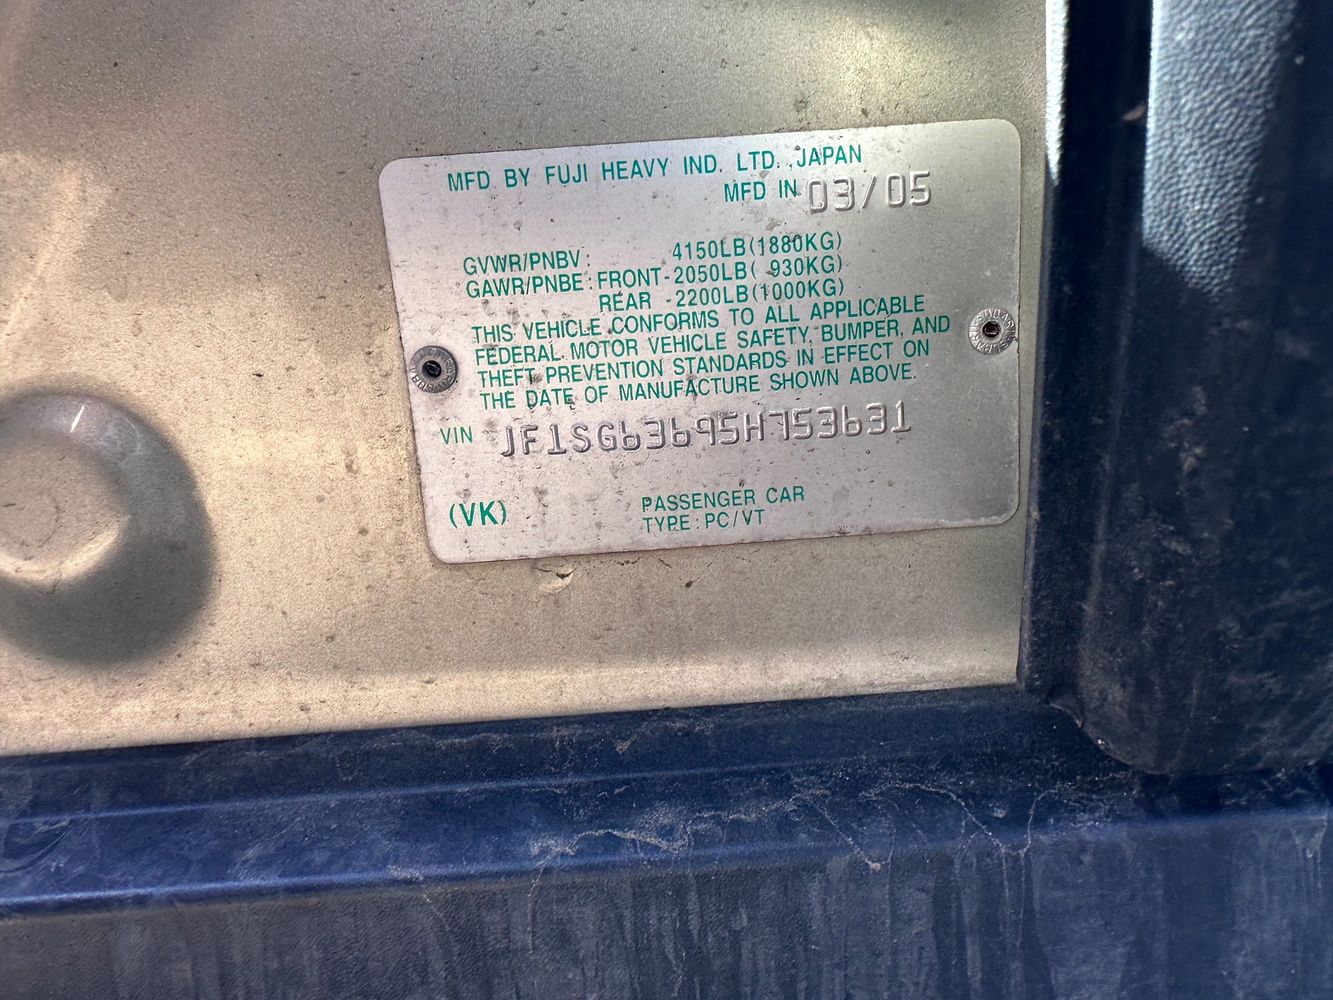 MFD BY FUJI HEAVY IND. LTD. ,JAPAN
MFD IN 03/05
GVWR/PNBV: 4150LB(1880KG)
GAWR/PNBE:FRONT-2050LB( 930KG)
REAR -2200LB(1000KG)
THIS VEHICLE CONFORMS TO ALL APPLICABLE
FEDERAL MOTOR VEHICLE SAFETY, BUMPER, AND
THEFT PREVENTION STANDARDS IN EFFECT ON
THE DATE OF MANUFACTURE SHOWN ABOVE.
VIN JF1SG63695H753631
(VK)
PASSENGER CAR
TYPE:PC/VT